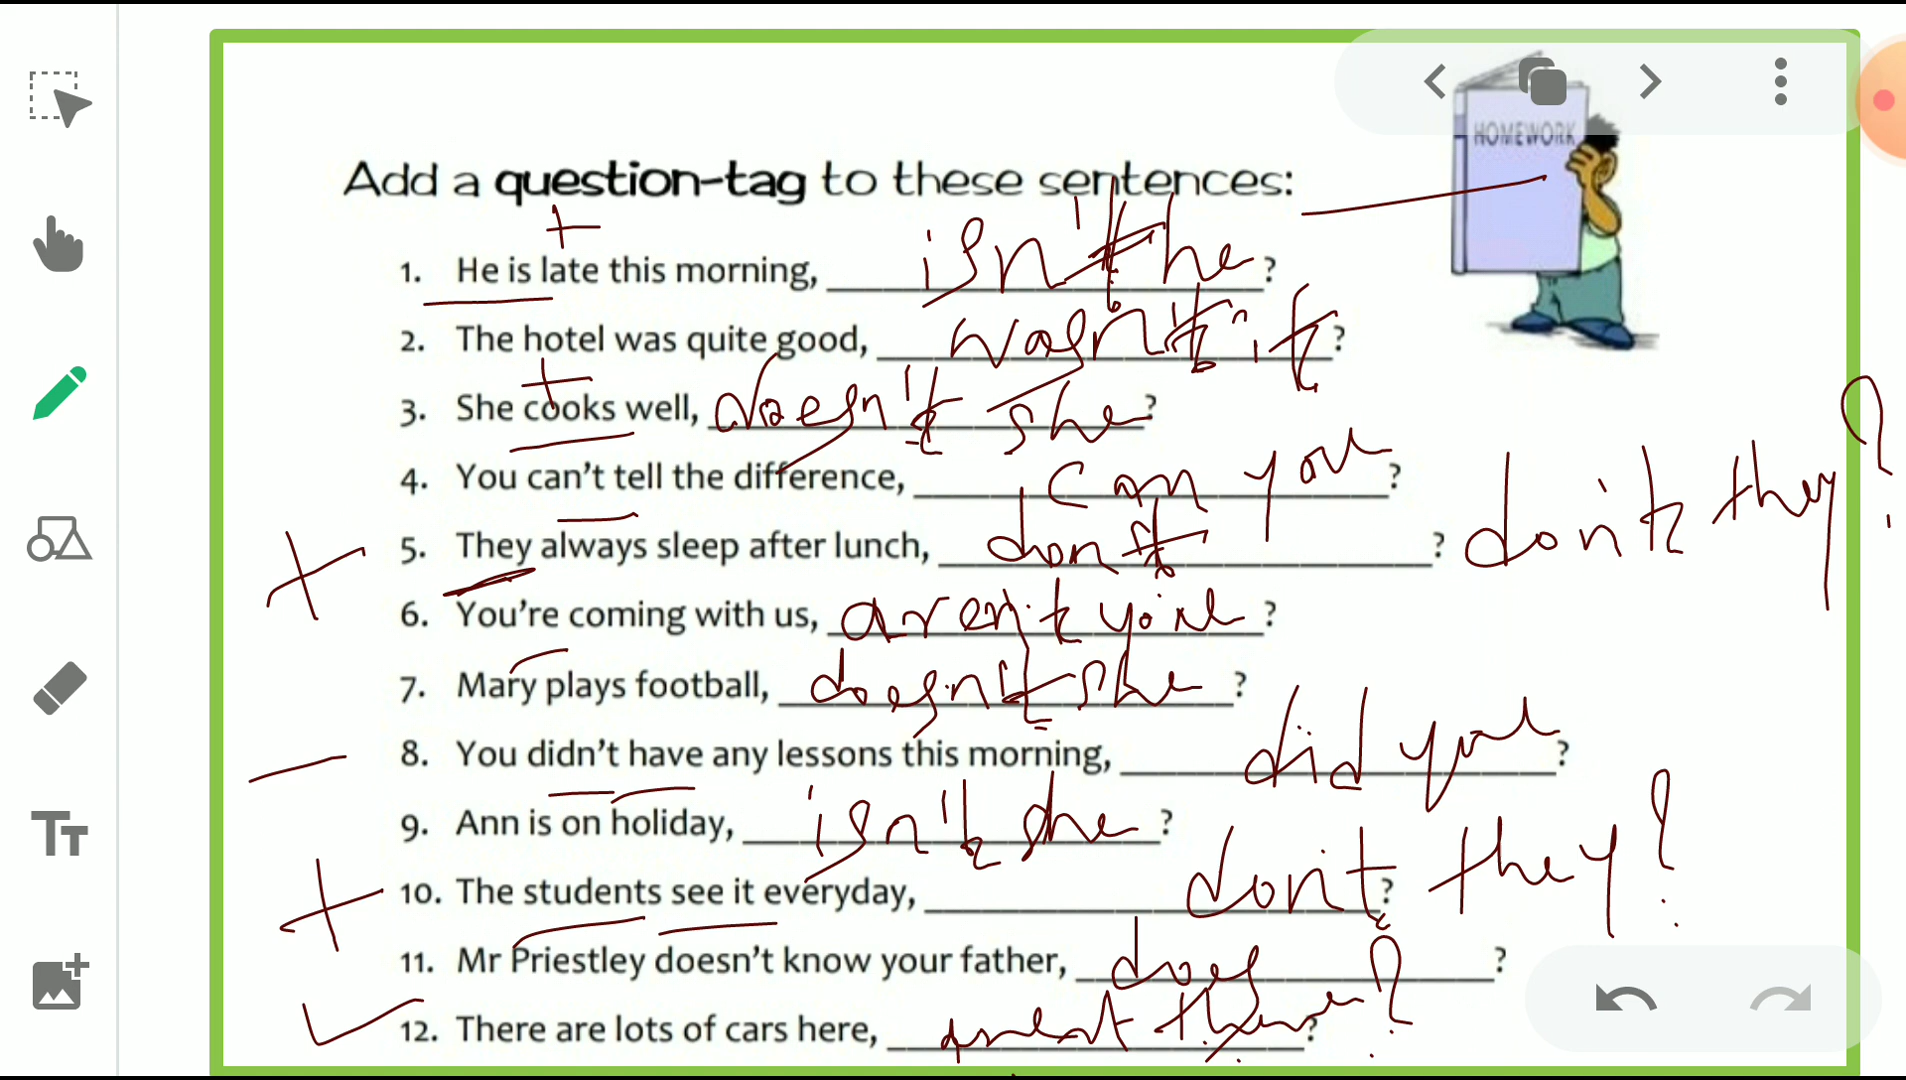 HOMEWORK
Add a question-tag to these sentences:
1. He is late this morning, isn't he ?
2. The hotel was quite good, wasn't it ?
3. She cooks well, doesn't she ?
4. You can't tell the difference, can you ?
5. They always sleep after lunch, don't ? don't they?
6. You're coming with us, aren't you ?
7. Mary plays football, doesn't she ?
8. You didn't have any lessons this morning, did you ?
9. Ann is on holiday, isn't she ?
10. The students see it everyday, don't ? they?
11. Mr Priestley doesn't know your father, does ?
12. There are lots of cars here, aren't there ? ?
TT